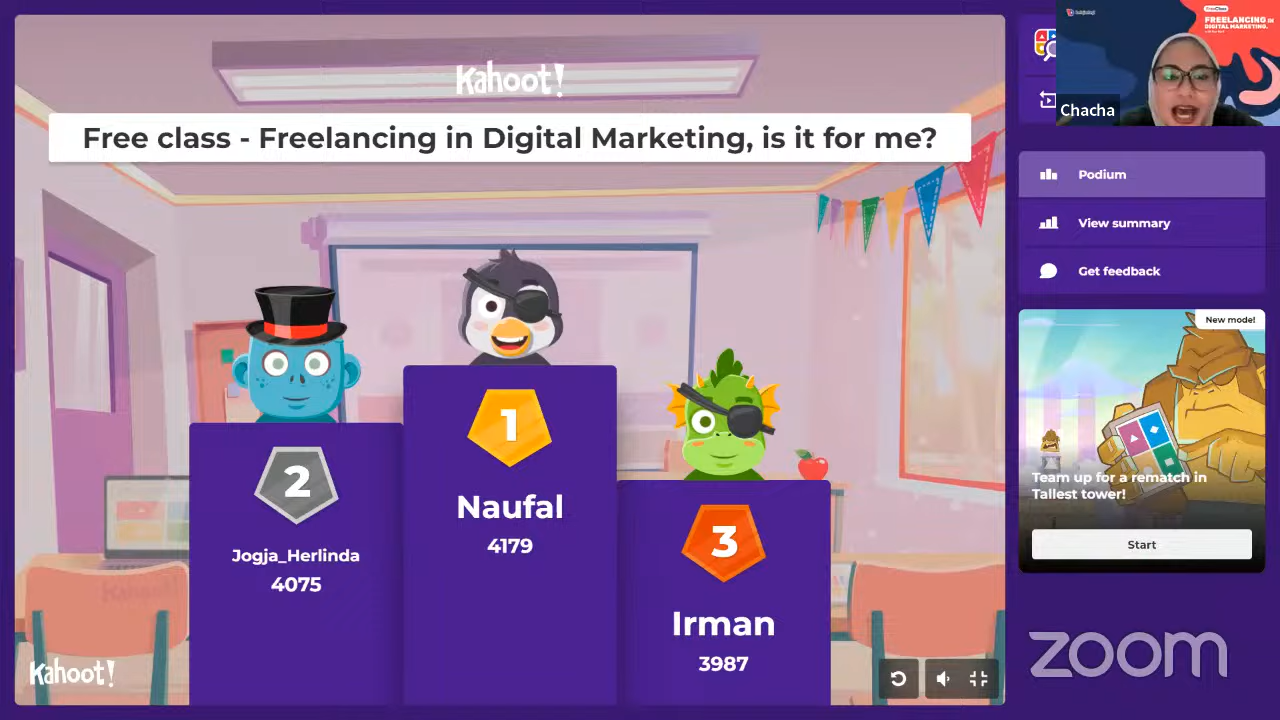 Kahoot!
Free class - Freelancing in Digital Marketing, is it for me?
1
Naufal
4179
2
Jogja_Herlinda
4075
3
Irman
3987
Kahoot!
FreeClass
FREELANCING IN
DIGITAL MARKETING.
Chacha
Podium
View summary
Get feedback
New mode!
Team up for a rematch in
Tallest tower!
Start
zoom